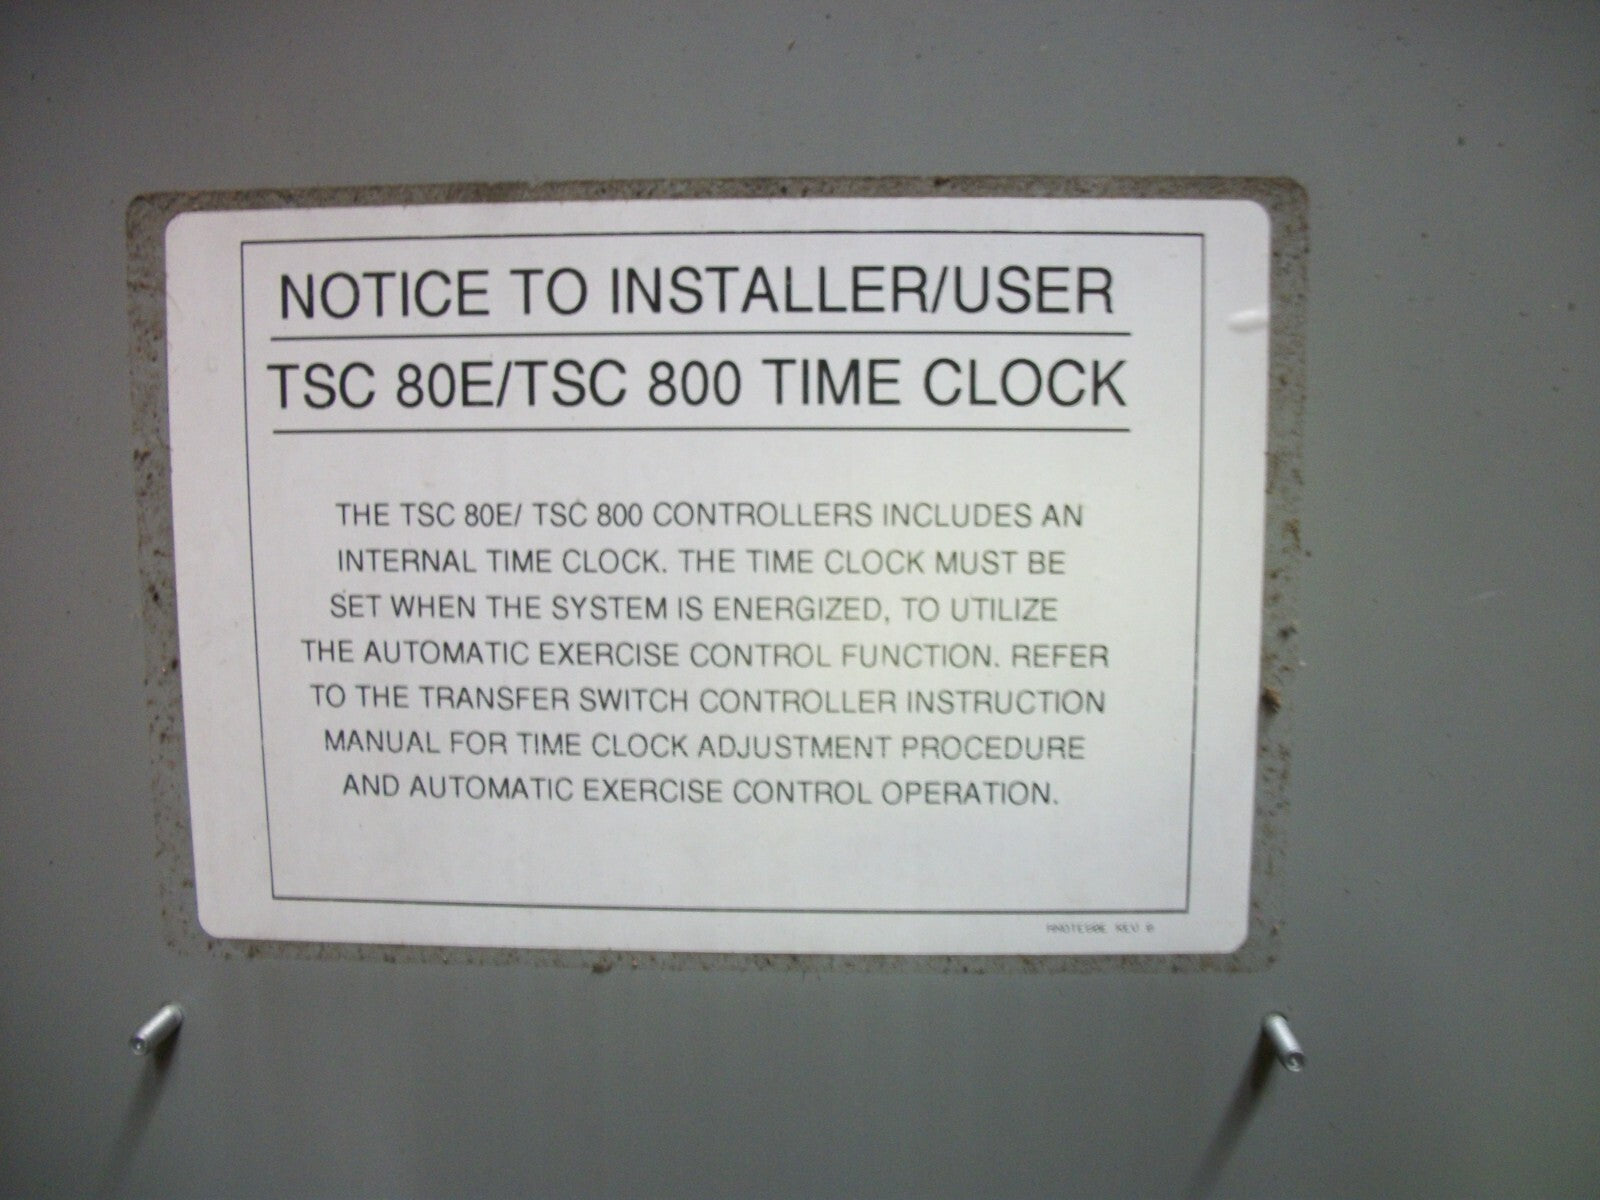 NOTICE TO INSTALLER/USER
TSC 80E/TSC 800 TIME CLOCK
THE TSC 80E/ TSC 800 CONTROLLERS INCLUDES AN
INTERNAL TIME CLOCK. THE TIME CLOCK MUST BE
SET WHEN THE SYSTEM IS ENERGIZED, TO UTILIZE
THE AUTOMATIC EXERCISE CONTROL FUNCTION. REFER
TO THE TRANSFER SWITCH CONTROLLER INSTRUCTION
MANUAL FOR TIME CLOCK ADJUSTMENT PROCEDURE
AND AUTOMATIC EXERCISE CONTROL OPERATION.
REV.